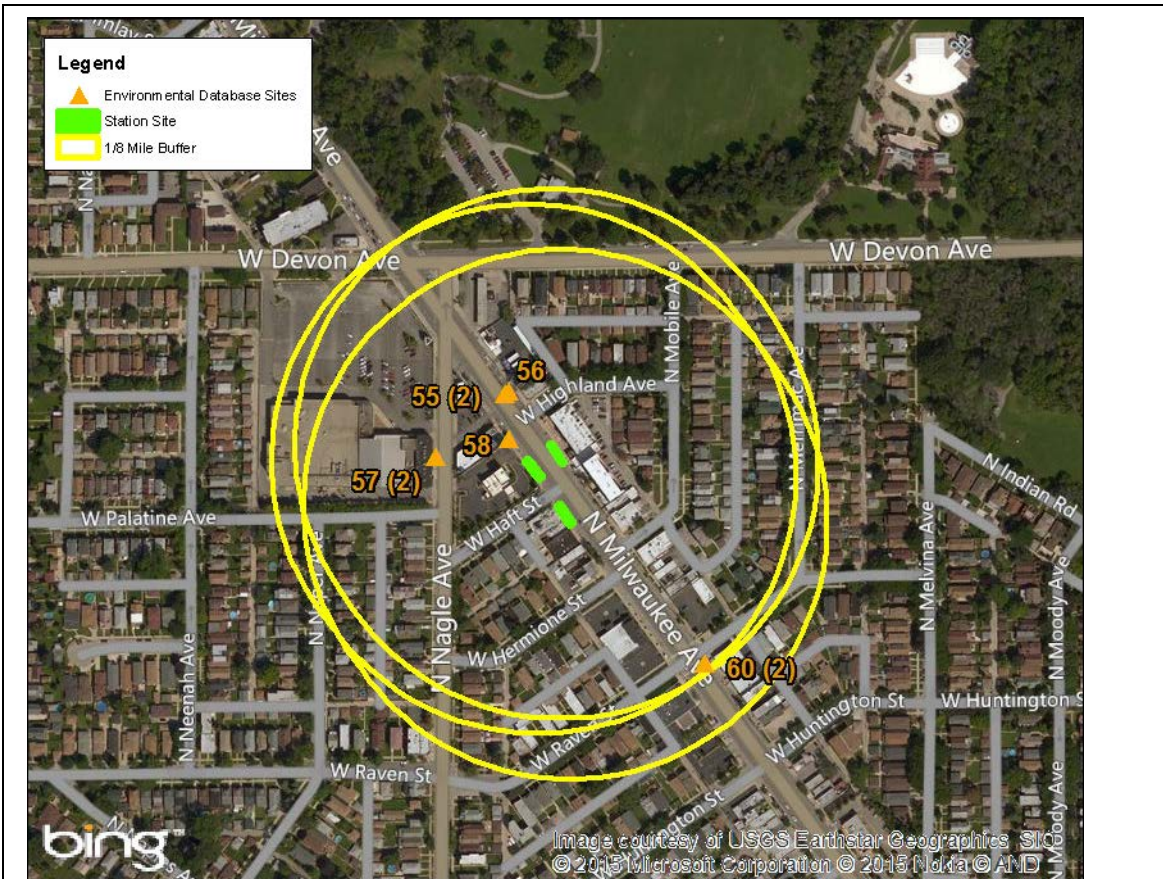 Legend
Environmental Database Sites
Station Site
1/8 Mile Buffer
Ave
W Devon Ave
W Devon Ave
N Mobile Ave
N Merrimac Ave
56
55 (2)
W Highland Ave
58
57 (2)
W Palatine Ave
W Haft St
N Milwaukee Ave
N Indian Rd
N Melvina Ave
N Moody Ave
N Nagle Ave
W Hermione St
60 (2)
N Neenah Ave
W Raven St
W Huntington St
W Huntington S
W Raven St
N Moody Ave
bing
Image courtesy of USGS Earthstar Geographics SIO
© 2015 Microsoft Corporation © 2015 Nokia © AND